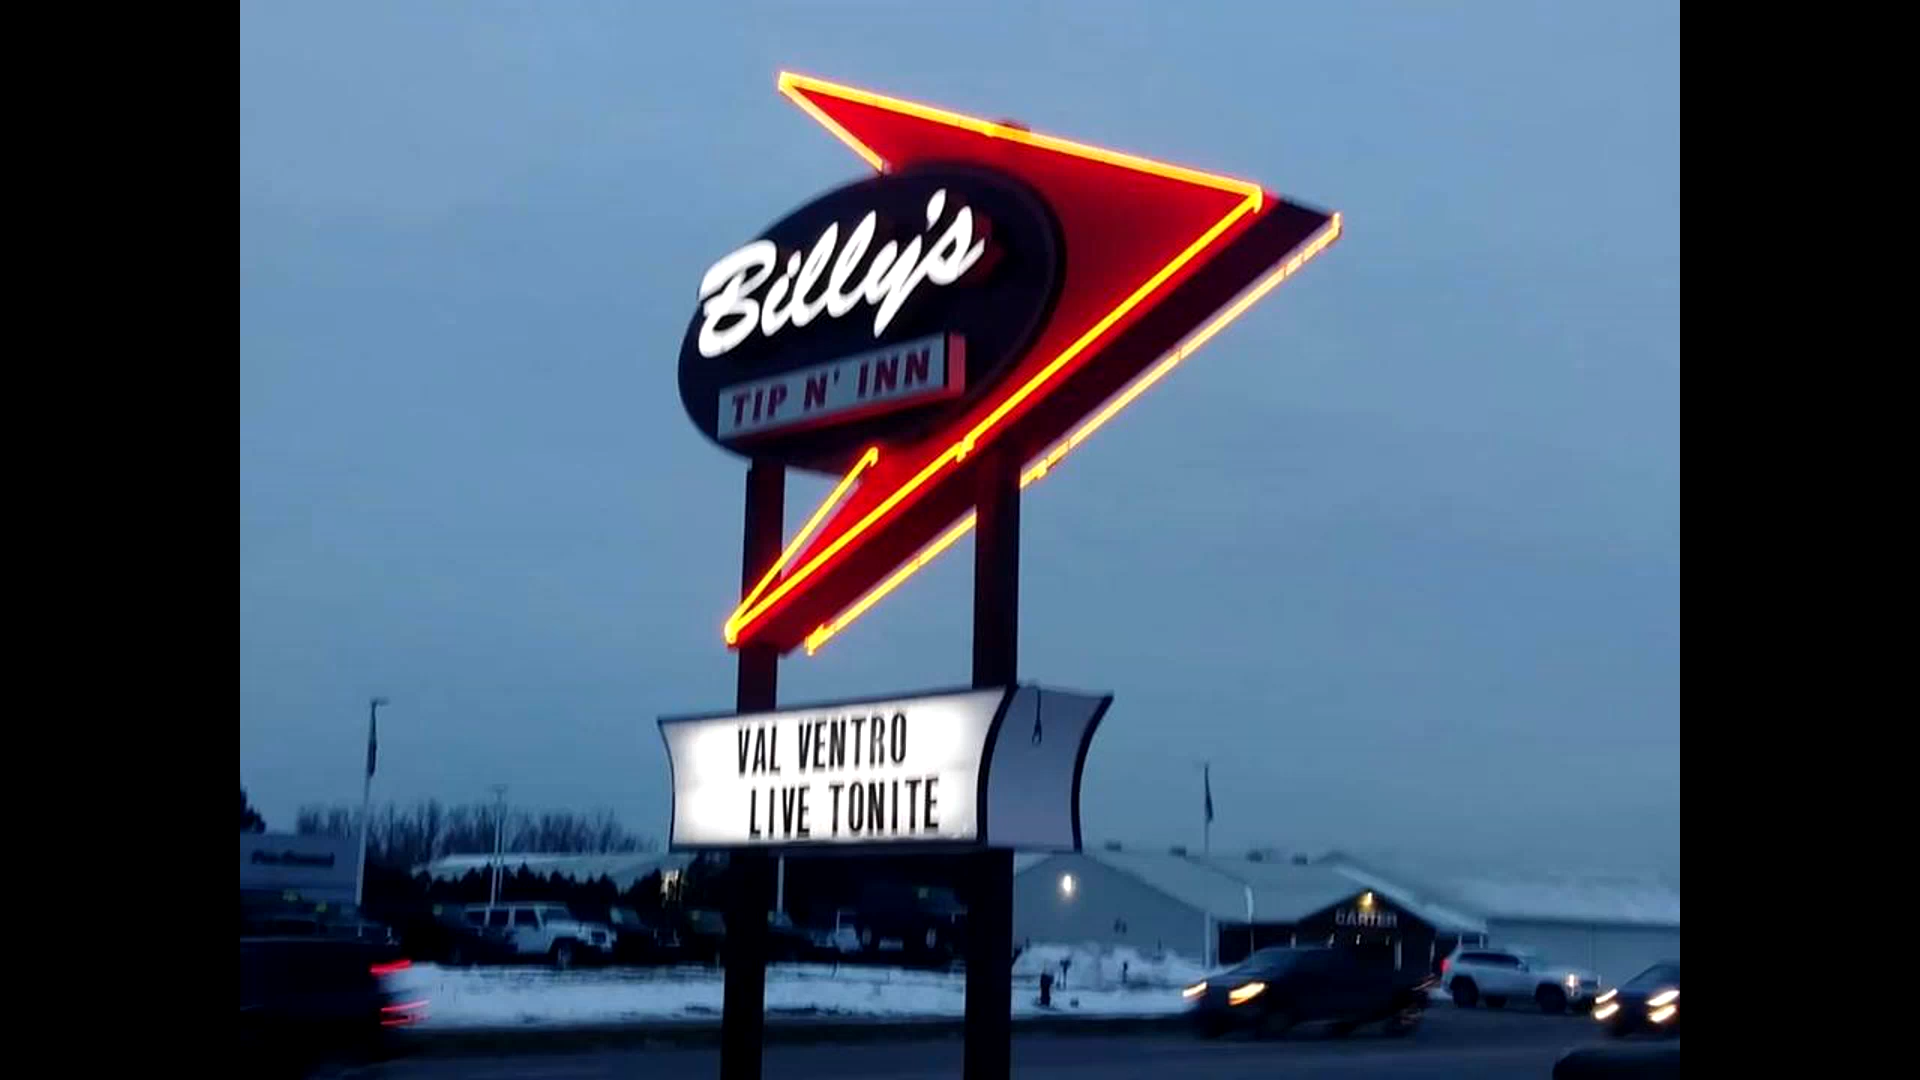 Billy's
TIP N' INN
VAL VENTRO
LIVE TONITE
CARTER